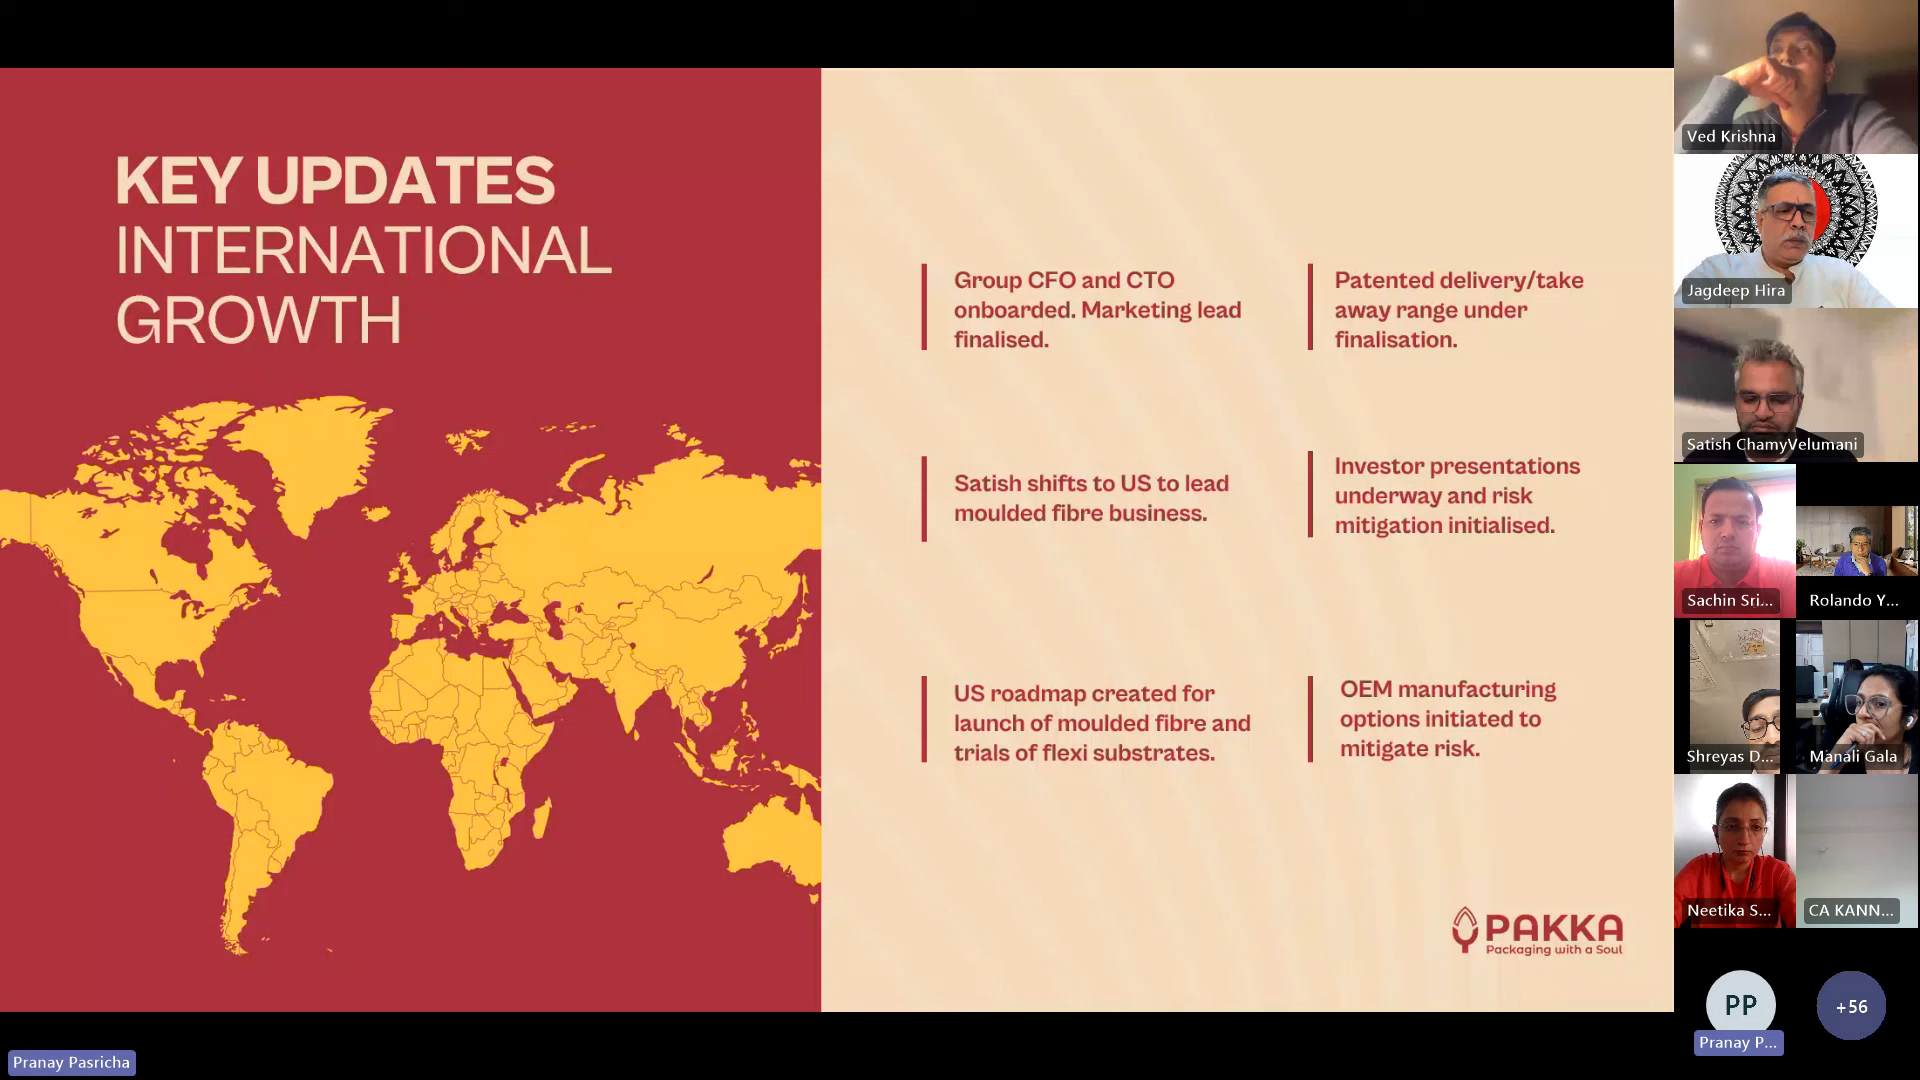 KEY UPDATES
INTERNATIONAL
GROWTH
Group CFO and CTO
onboarded. Marketing lead
finalised.
Satish shifts to US to lead
moulded fibre business.
US roadmap created for
launch of moulded fibre and
trials of flexi substrates.
Patented delivery/take
away range under
finalisation.
Investor presentations
underway and risk
mitigation initialised.
OEM manufacturing
options initiated to
mitigate risk.
PAKKA
Packaging with a Soul
Ved Krishna
Jagdeep Hira
Satish ChamyVelumani
Sachin Sri...
Rolando Y...
Shreyas D...
Manali Gala
Neetika S...
CA KANN...
PP
Pranay P...
+56
Pranay Pasricha